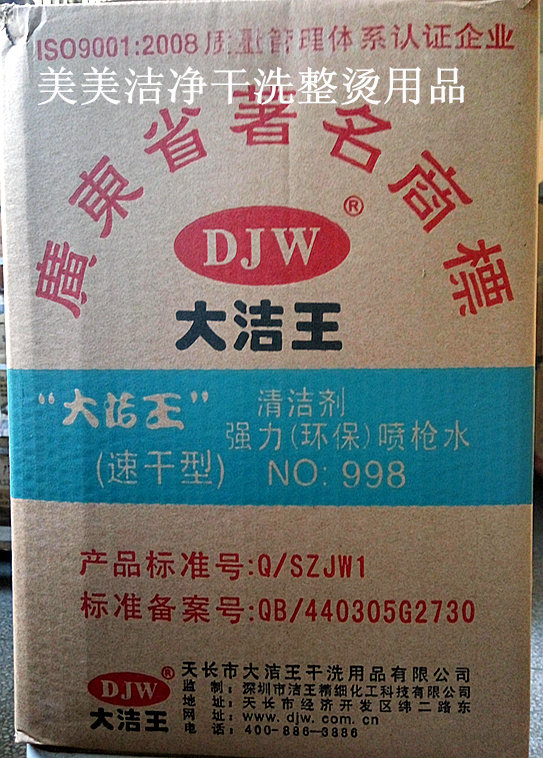 ISO9001:2008质量管理体系认证企业
美美洁净干洗整烫用品
廣東省著名商標
DJW®
大洁王
“大洁王” 清洁剂
强力(环保)喷枪水
(速干型) NO: 998
产品标准号:Q/SZJW1
标准备案号:QB/440305G2730
DJW®
大洁王
天长市大洁王干洗用品有限公司
监制:深圳市洁王精细化工科技有限公司
地址:天长市经济开发区纬二路东
网址:www.djw.com.cn
电话:400-886-3886